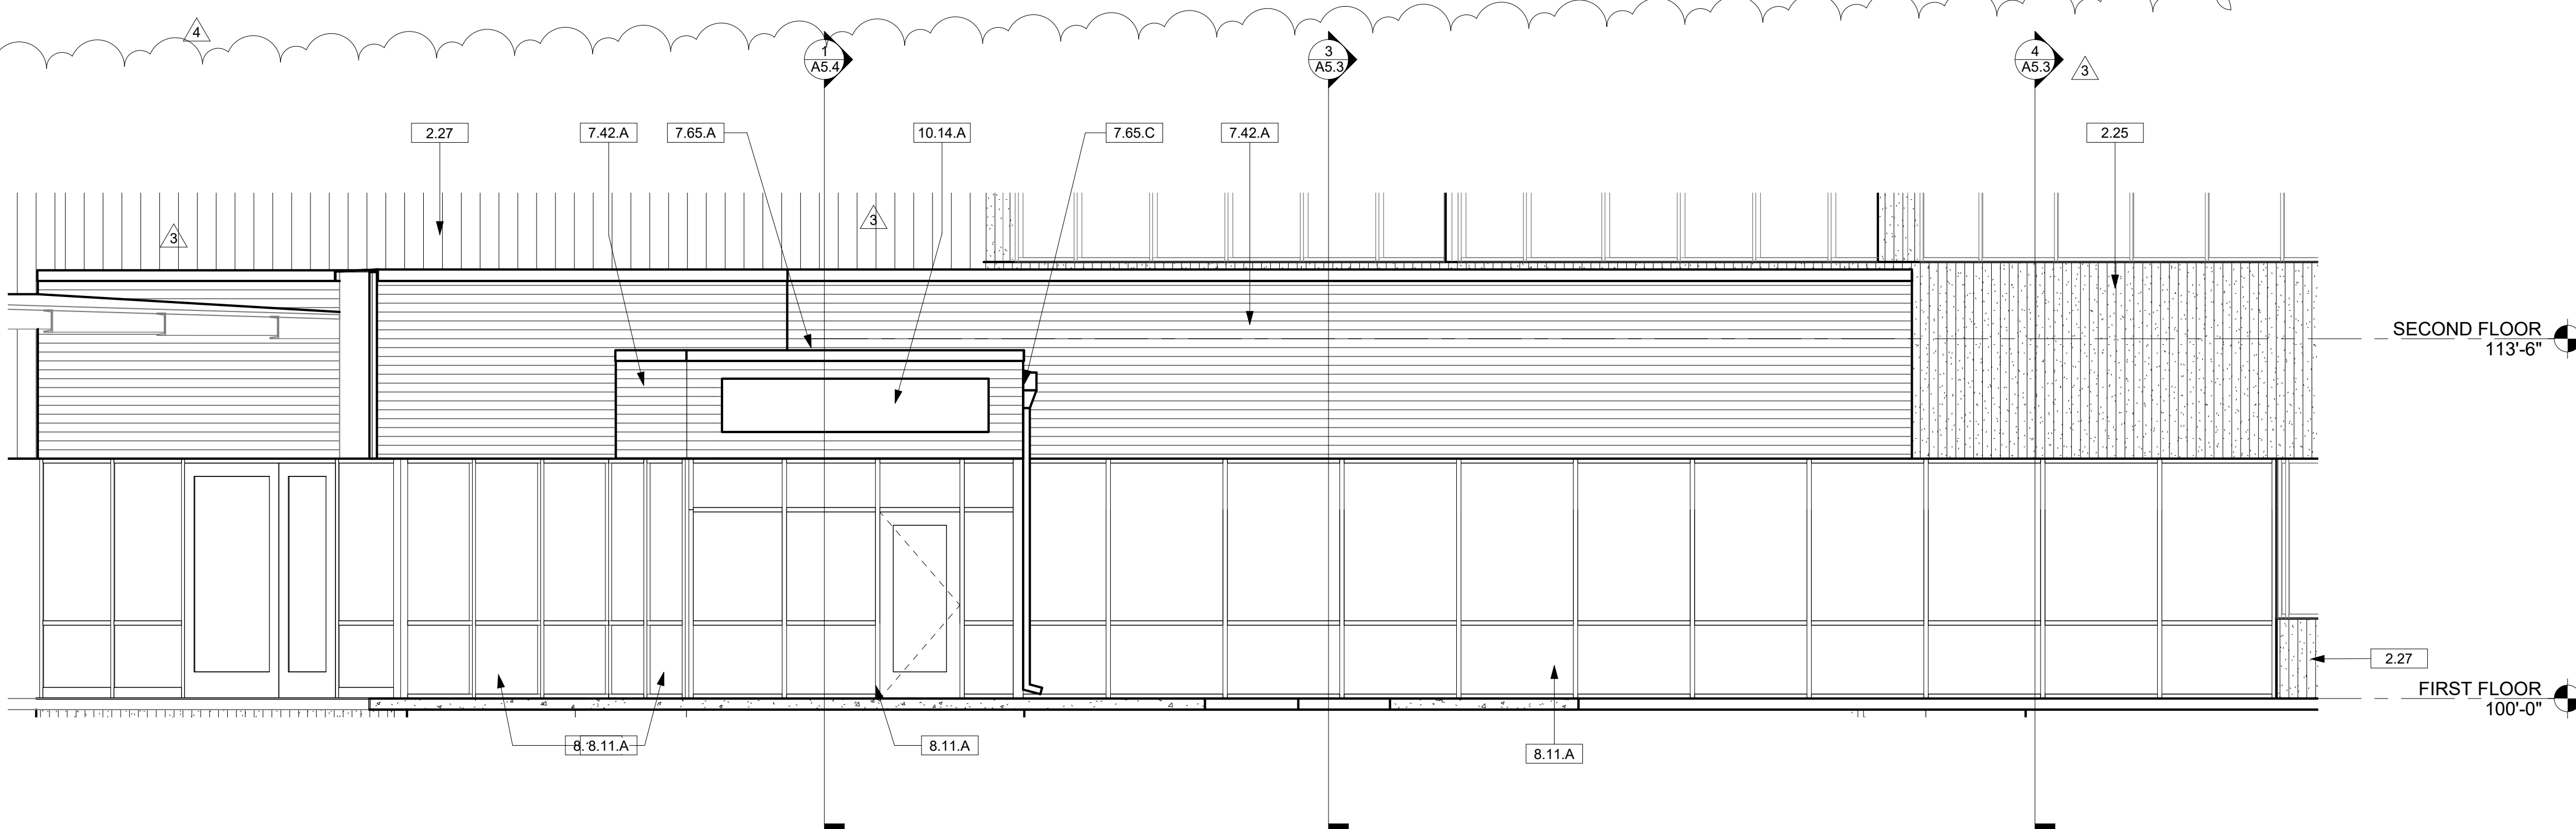 4
1
A5.4
3
A5.3
4
A5.3
3
2.27
7.42.A
7.65.A
10.14.A
7.65.C
7.42.A
2.25
3
3
SECOND FLOOR
113'-6"
2.27
FIRST FLOOR
100'-0"
8.11.A
8.11.A
8.11.A